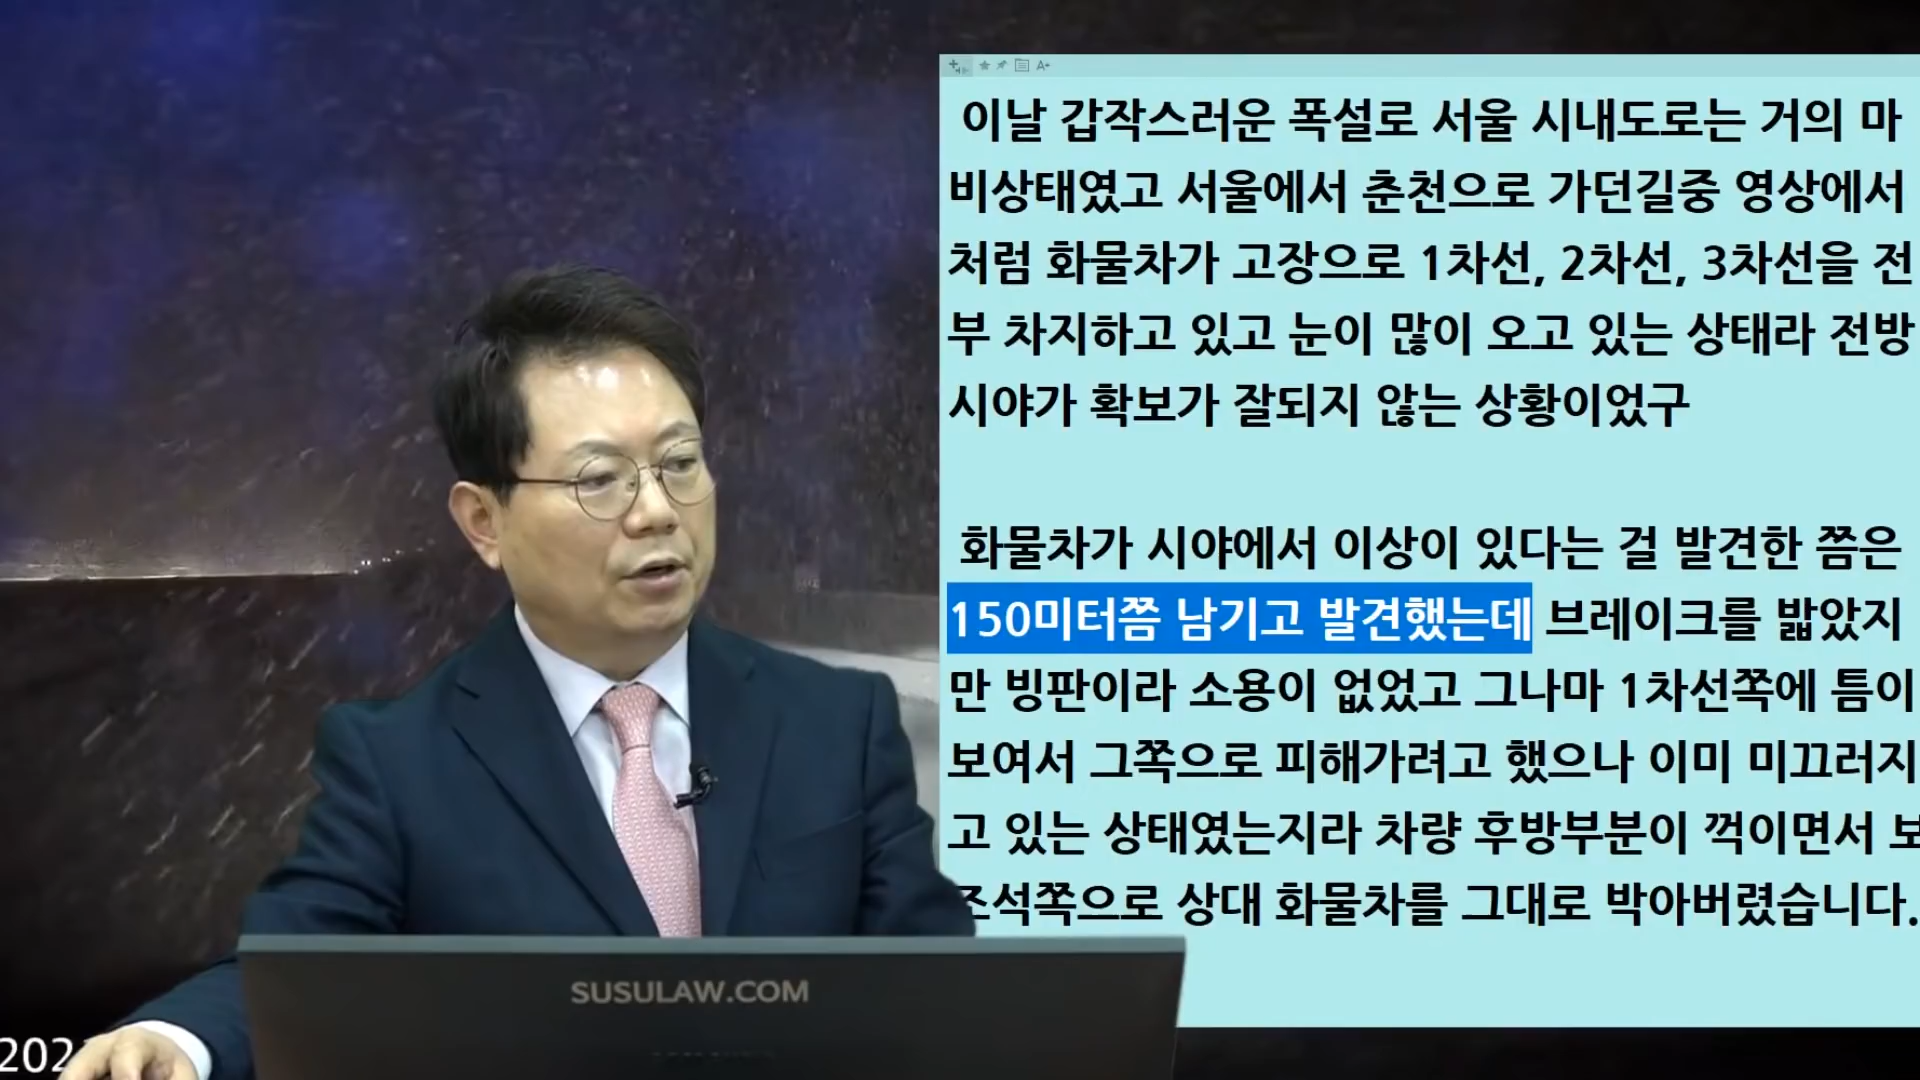 이날 갑작스러운 폭설로 서울 시내도로는 거의 마
비상태였고 서울에서 춘천으로 가던길중 영상에서
처럼 화물차가 고장으로 1차선, 2차선, 3차선을 전
부 차지하고 있고 눈이 많이 오고 있는 상태라 전방
시야가 확보가 잘되지 않는 상황이었구
화물차가 시야에서 이상이 있다는 걸 발견한 쯤은
150미터쯤 남기고 발견했는데 브레이크를 밟았지
만 빙판이라 소용이 없었고 그나마 1차선쪽에 틈이
보여서 그쪽으로 피해가려고 했으나 이미 미끄러지
고 있는 상태였는지라 차량 후방부분이 꺽이면서 보
조석쪽으로 상대 화물차를 그대로 박아버렸습니다.
SUSULAW.COM
202